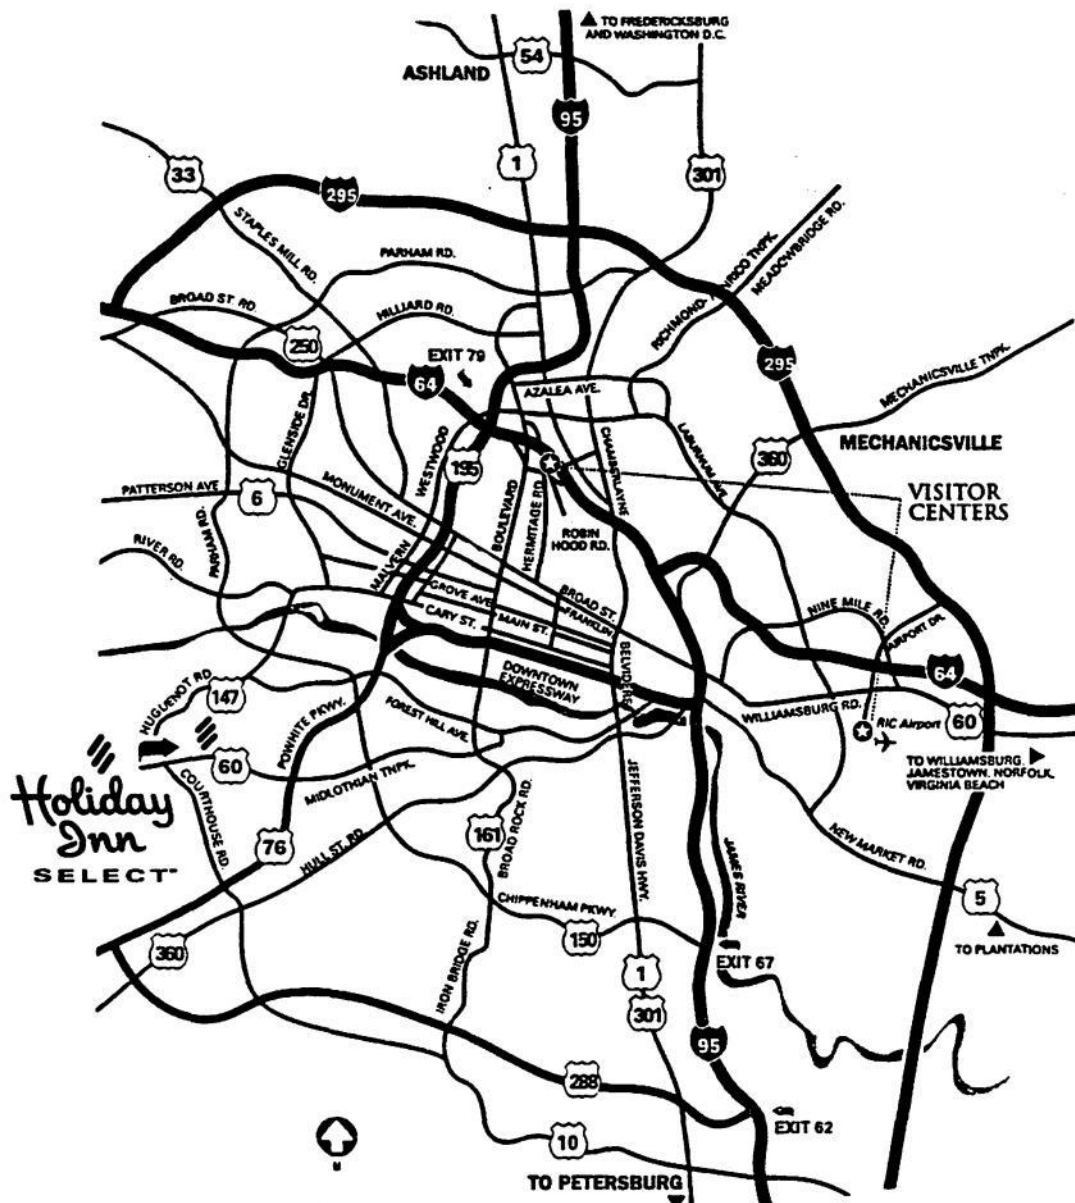 TO FREDERICKSBURG
AND WASHINGTON D.C.
54
ASHLAND
95
1
301
33
295
STAPLES MILL RD.
PARHAM RD.
RICHMOND-HENRICO TNPK.
MEADOWBRIDGE RD.
BROAD ST. RD.
HILLIARD RD.
250
EXIT 79
64
AZALEA AVE.
295
MECHANICSVILLE TNPK.
GLENSIDE DR.
WESTWOOD
195
CHAMBERLAYNE
LABURNUM AVE.
360
MECHANICSVILLE
PATTERSON AVE.
6
MONUMENT AVE.
BOULEVARD
HERMITAGE RD.
VISITOR
CENTERS
ROBIN
HOOD RD.
PARHAM RD.
RIVER RD.
MALVERN
GROVE AVE.
BROAD ST.
FRANKLIN
CARY ST.
MAIN ST.
NINE MILE RD.
AIRPORT DR.
BELVIDERE
DOWNTOWN
EXPRESSWAY
64
HUGUENOT RD.
147
POWHITE PKWY.
FOREST HILL AVE.
WILLIAMSBURG RD.
RIC Airport
60
60
MIDLOTHIAN TNPK.
TO WILLIAMSBURG,
JAMESTOWN, NORFOLK,
VIRGINIA BEACH
Holiday
Inn
SELECT
COURTHOUSE RD.
76
HULL ST. RD.
161
BROAD ROCK RD.
JEFFERSON DAVIS HWY.
JAMES RIVER
NEW MARKET RD.
5
CHIPPENHAM PKWY.
150
360
IRON BRIDGE RD.
EXIT 67
TO PLANTATIONS
1
301
95
288
EXIT 62
10
N
TO PETERSBURG